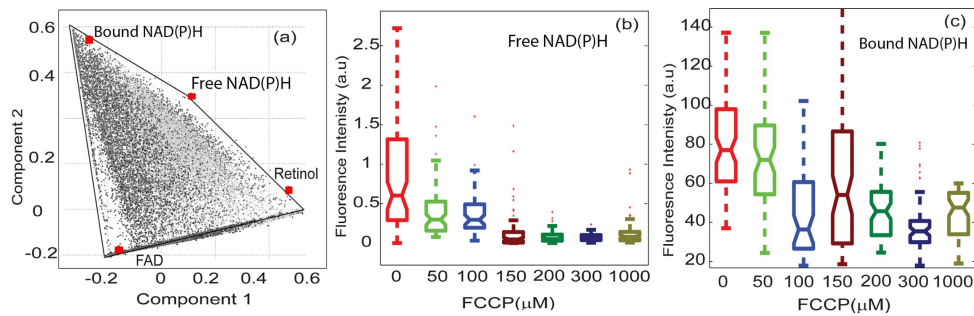 (a)
0.6
0.4
0.2
0
-0.2
Component 2
Bound NAD(P)H
Free NAD(P)H
Retinol
FAD
-0.2 0 0.2 0.4 0.6
Component 1
(b)
Free NAD(P)H
2.5
2
1.5
1
0.5
0
Fluoresence Intenisty (a.u)
0 50 100 150 200 300 1000
FCCP(μM)
(c)
Bound NAD(P)H
140
120
100
80
60
40
20
Fluoresence Intensity (a.u)
0 50 100 150 200 300 1000
FCCP(μM)